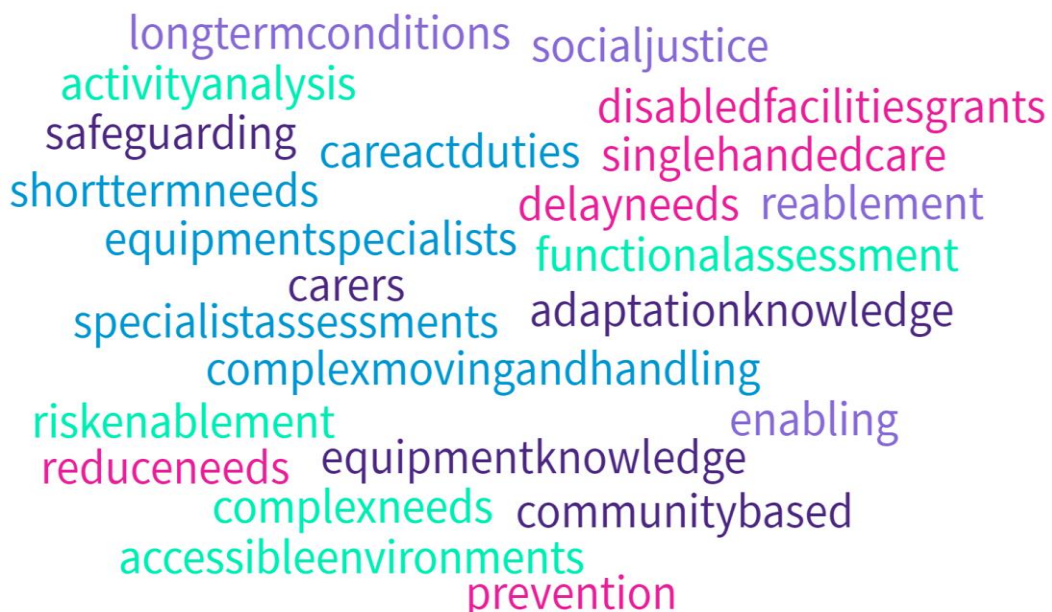 longtermconditions
socialjustice
activityanalysis
disabledfacilitiesgrants
safeguarding
careactduties
singlehandedcare
shorttermneeds
delayneeds
reablement
equipmentspecialists
functionalassessment
carers
adaptationknowledge
specialistassessments
complexmovingandhandling
riskenablement
enabling
reduceneeds
equipmentknowledge
complexneeds
communitybased
accessibleenvironments
prevention